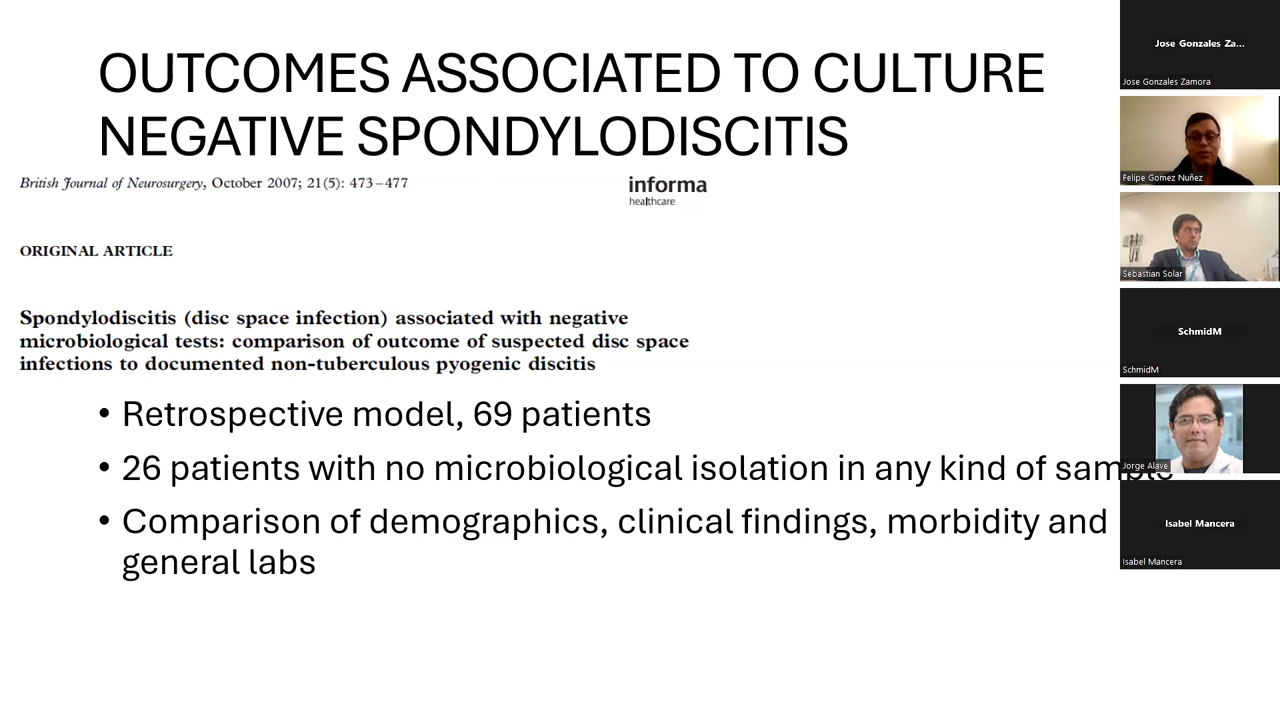 OUTCOMES ASSOCIATED TO CULTURE
NEGATIVE SPONDYLODISCITIS
British Journal of Neurosurgery, October 2007; 21(5): 473–477
informa
healthcare
ORIGINAL ARTICLE
Spondylodiscitis (disc space infection) associated with negative
microbiological tests: comparison of outcome of suspected disc space
infections to documented non-tuberculous pyogenic discitis
• Retrospective model, 69 patients
• 26 patients with no microbiological isolation in any kind of sample
• Comparison of demographics, clinical findings, morbidity and
general labs
Jose Gonzales Za...
Jose Gonzales Zamora
Felipe Gomez Nuñez
Sebastian Solar
SchmidM
SchmidM
Jorge Alave
Isabel Mancera
Isabel Mancera